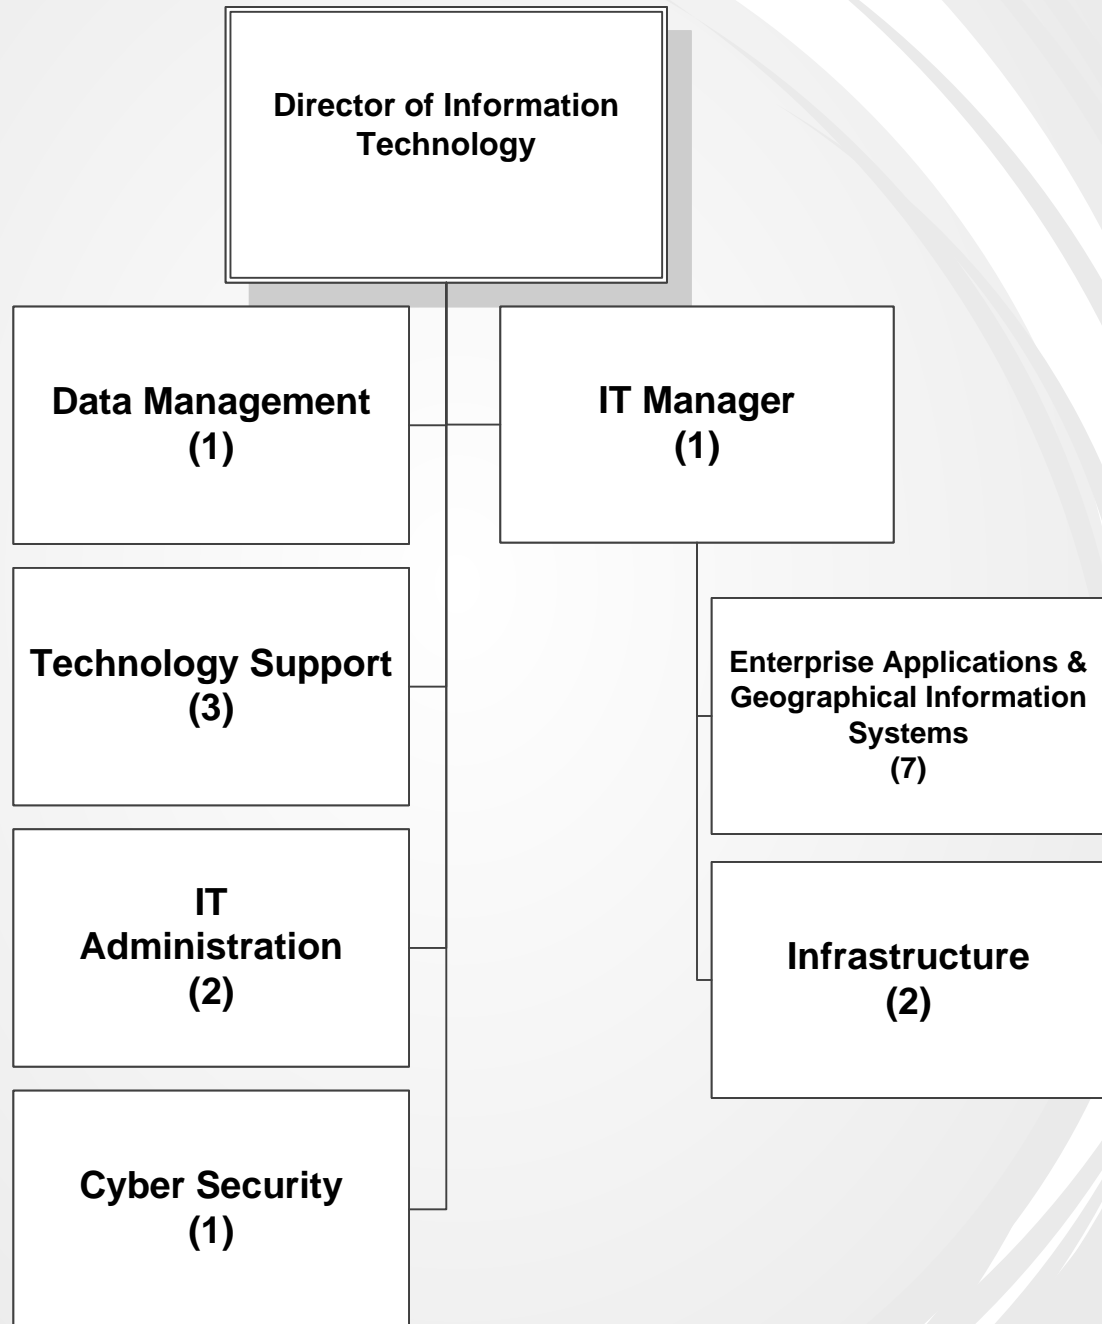 Director of Information
Technology
Data Management
(1)
IT Manager
(1)
Technology Support
(3)
Enterprise Applications &
Geographical Information
Systems
(7)
IT
Administration
(2)
Infrastructure
(2)
Cyber Security
(1)